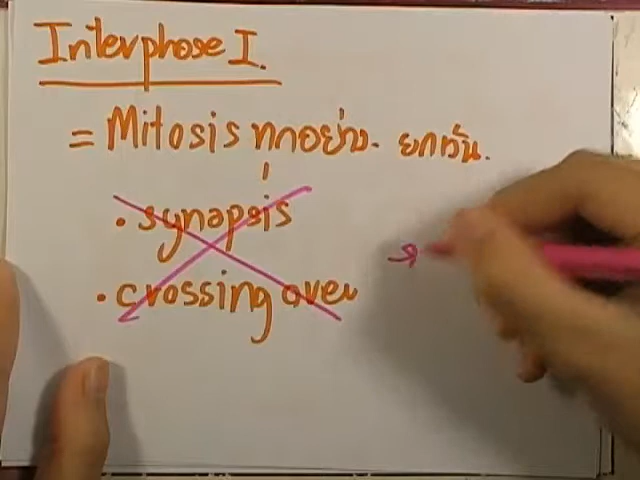 Interphase I.
= Mitosis ทุกอย่าง. ยกเว้น.
. synapsis
. crossing over